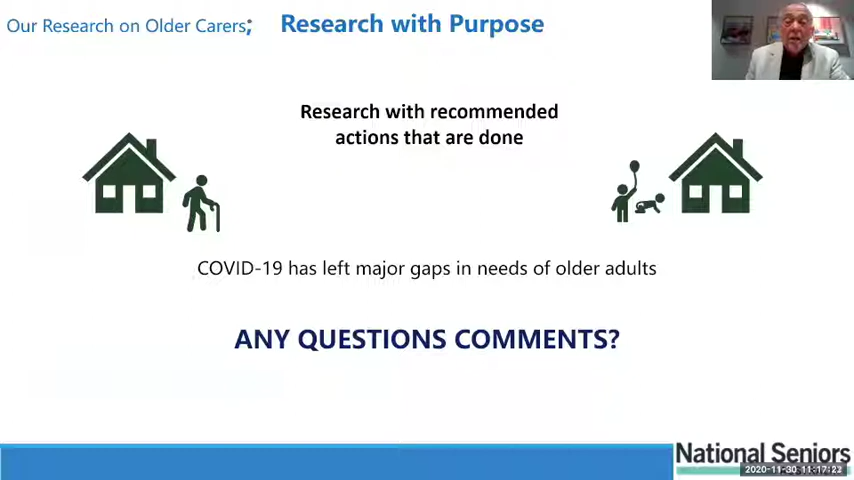 Our Research on Older Carers; Research with Purpose
Research with recommended
actions that are done
COVID-19 has left major gaps in needs of older adults
ANY QUESTIONS COMMENTS?
National Seniors
2020-11-30 11:17:22